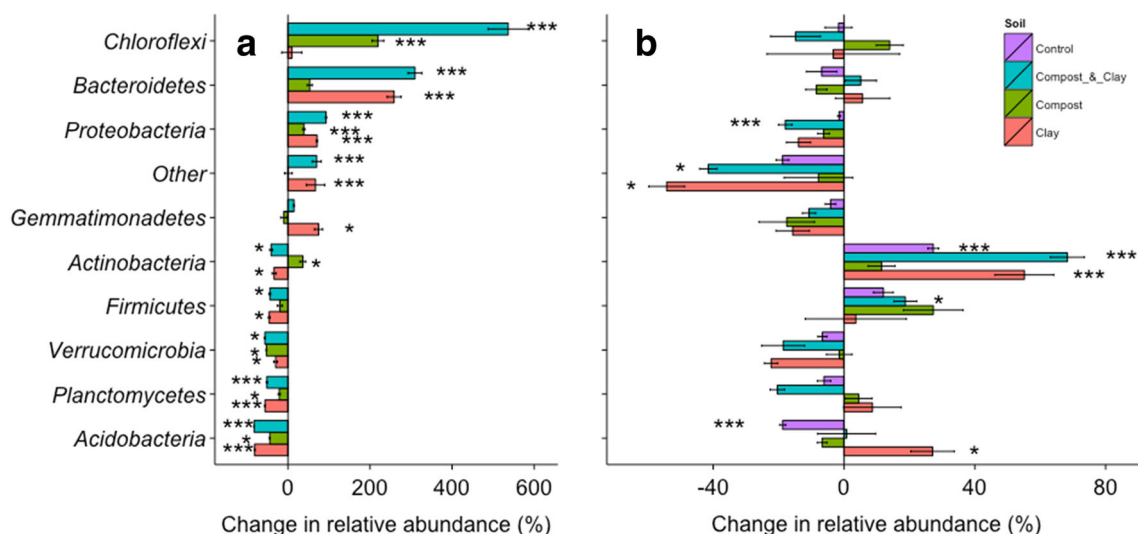 a
b
Chloroflexi
Bacteroidetes
Proteobacteria
Other
Gemmatimonadetes
Actinobacteria
Firmicutes
Verrucomicrobia
Planctomycetes
Acidobacteria
***
***
***
***
***
***
***
***
***
*
*
*
*
*
*
*
*
*
***
*
***
***
*
***
0
200
400
600
Change in relative abundance (%)
***
*
*
***
***
***
*
***
*
-40
0
40
80
Change in relative abundance (%)
Soil
Control
Compost_&_Clay
Compost
Clay